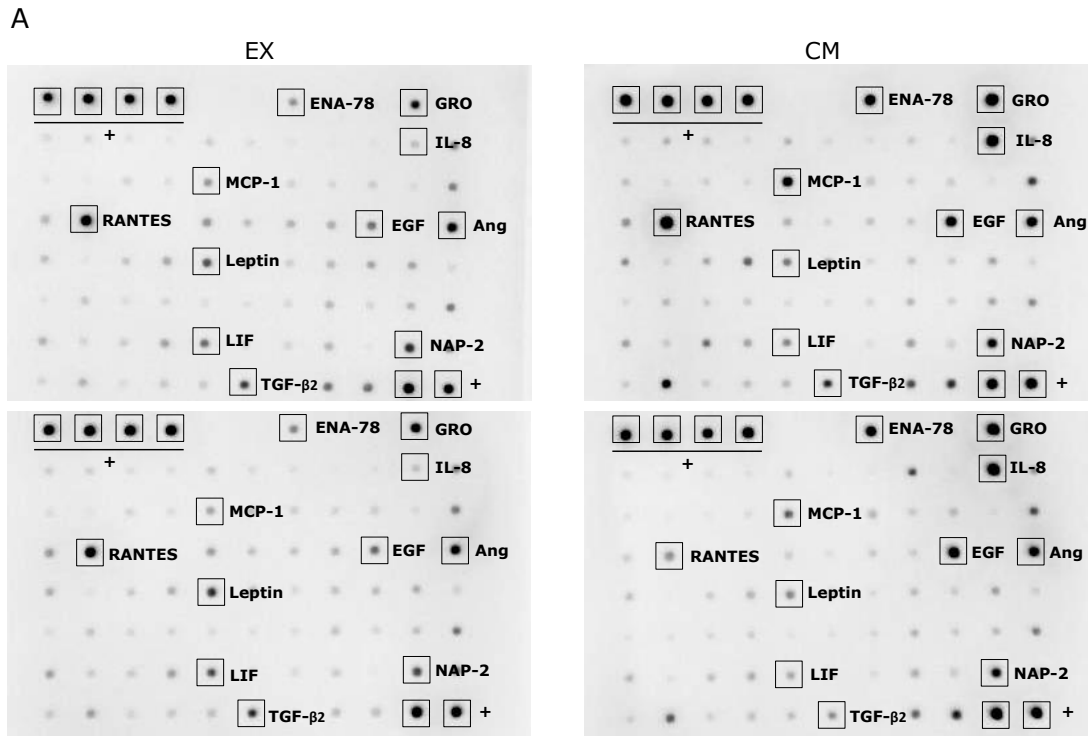 A
EX
CM
ENA-78 GRO
+
IL-8
MCP-1
RANTES
EGF Ang
Leptin
LIF NAP-2
TGF-β2 +
ENA-78 GRO
+
IL-8
MCP-1
RANTES
EGF Ang
Leptin
LIF NAP-2
TGF-β2 +
ENA-78 GRO
+
IL-8
MCP-1
RANTES
EGF Ang
Leptin
LIF NAP-2
TGF-β2 +
ENA-78 GRO
+
IL-8
MCP-1
RANTES
EGF Ang
Leptin
LIF NAP-2
TGF-β2 +